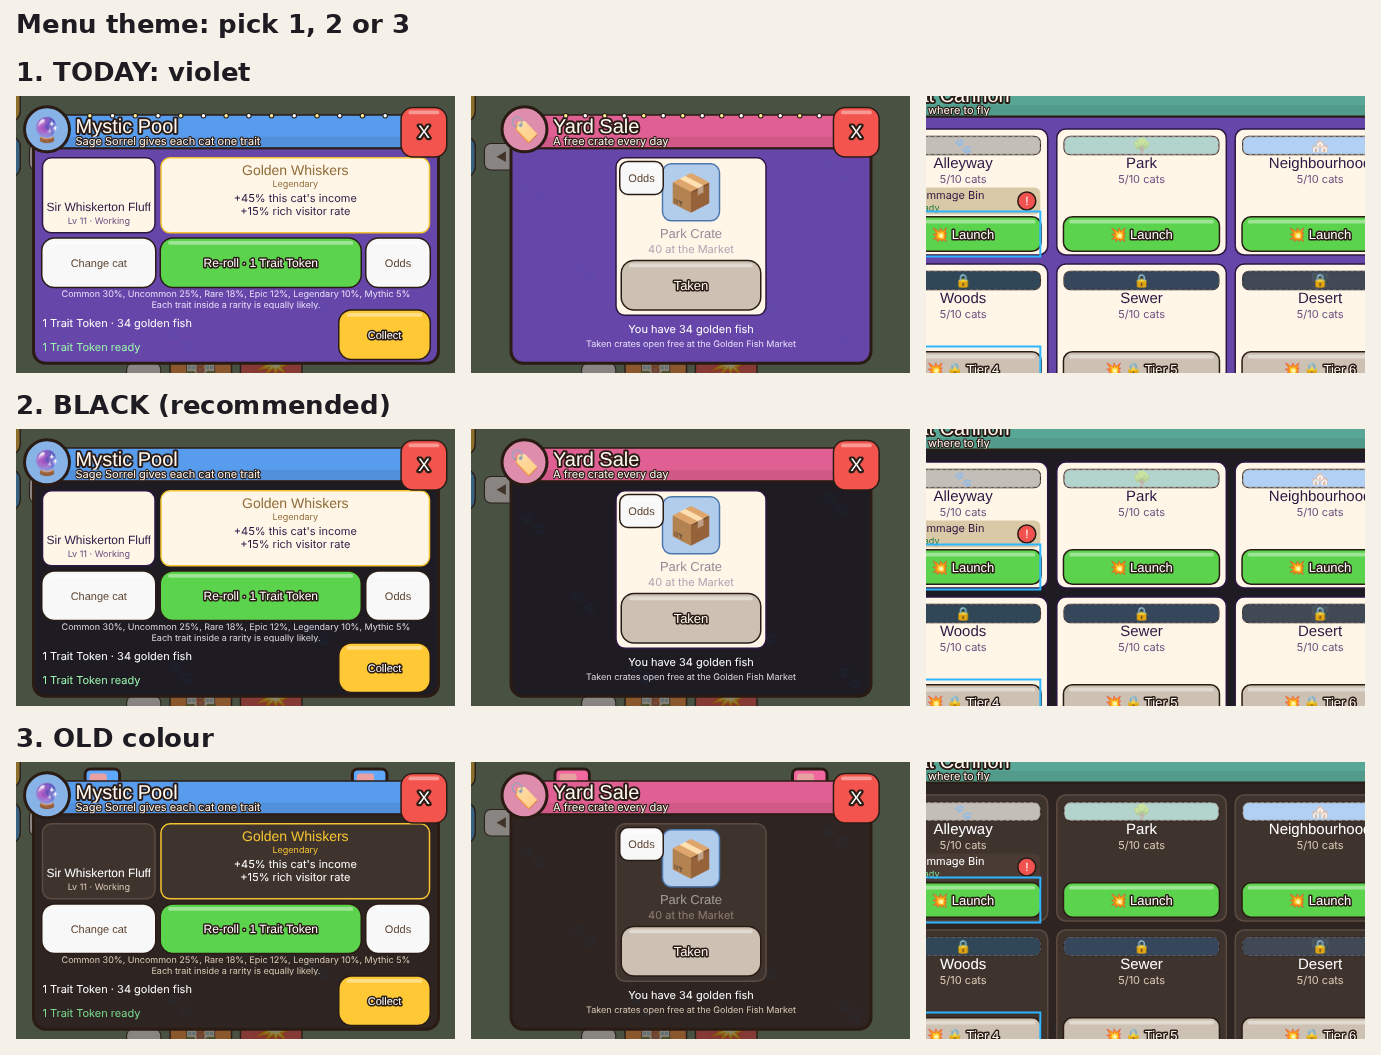 Menu theme: pick 1, 2 or 3
1. TODAY: violet
Mystic Pool
Sage Sorrel gives each cat one trait
X
Sir Whiskerton Fluff
Lv 11 · Working
Golden Whiskers
Legendary
+45% this cat's income
+15% rich visitor rate
Change cat
Re-roll · 1 Trait Token
Odds
Common 30%, Uncommon 25%, Rare 18%, Epic 12%, Legendary 10%, Mythic 5%
Each trait inside a rarity is equally likely.
1 Trait Token · 34 golden fish
1 Trait Token ready
Collect
Yard Sale
A free crate every day
X
Odds
Park Crate
40 at the Market
Taken
You have 34 golden fish
Taken crates open free at the Golden Fish Market
t Cannon
where to fly
Alleyway
5/10 cats
mmage Bin
ady
!
Launch
Park
5/10 cats
Launch
Neighbourhoo
5/10 cats
Launch
Woods
5/10 cats
Tier 4
Sewer
5/10 cats
Tier 5
Desert
5/10 cats
Tier 6
2. BLACK (recommended)
Mystic Pool
Sage Sorrel gives each cat one trait
X
Sir Whiskerton Fluff
Lv 11 · Working
Golden Whiskers
Legendary
+45% this cat's income
+15% rich visitor rate
Change cat
Re-roll · 1 Trait Token
Odds
Common 30%, Uncommon 25%, Rare 18%, Epic 12%, Legendary 10%, Mythic 5%
Each trait inside a rarity is equally likely.
1 Trait Token · 34 golden fish
1 Trait Token ready
Collect
Yard Sale
A free crate every day
X
Odds
Park Crate
40 at the Market
Taken
You have 34 golden fish
Taken crates open free at the Golden Fish Market
t Cannon
where to fly
Alleyway
5/10 cats
mmage Bin
ady
!
Launch
Park
5/10 cats
Launch
Neighbourhoo
5/10 cats
Launch
Woods
5/10 cats
Tier 4
Sewer
5/10 cats
Tier 5
Desert
5/10 cats
Tier 6
3. OLD colour
Mystic Pool
Sage Sorrel gives each cat one trait
X
Sir Whiskerton Fluff
Lv 11 · Working
Golden Whiskers
Legendary
+45% this cat's income
+15% rich visitor rate
Change cat
Re-roll · 1 Trait Token
Odds
Common 30%, Uncommon 25%, Rare 18%, Epic 12%, Legendary 10%, Mythic 5%
Each trait inside a rarity is equally likely.
1 Trait Token · 34 golden fish
1 Trait Token ready
Collect
Yard Sale
A free crate every day
X
Odds
Park Crate
40 at the Market
Taken
You have 34 golden fish
Taken crates open free at the Golden Fish Market
t Cannon
where to fly
Alleyway
5/10 cats
mmage Bin
ady
!
Launch
Park
5/10 cats
Launch
Neighbourhoo
5/10 cats
Launch
Woods
5/10 cats
Tier 4
Sewer
5/10 cats
Tier 5
Desert
5/10 cats
Tier 6